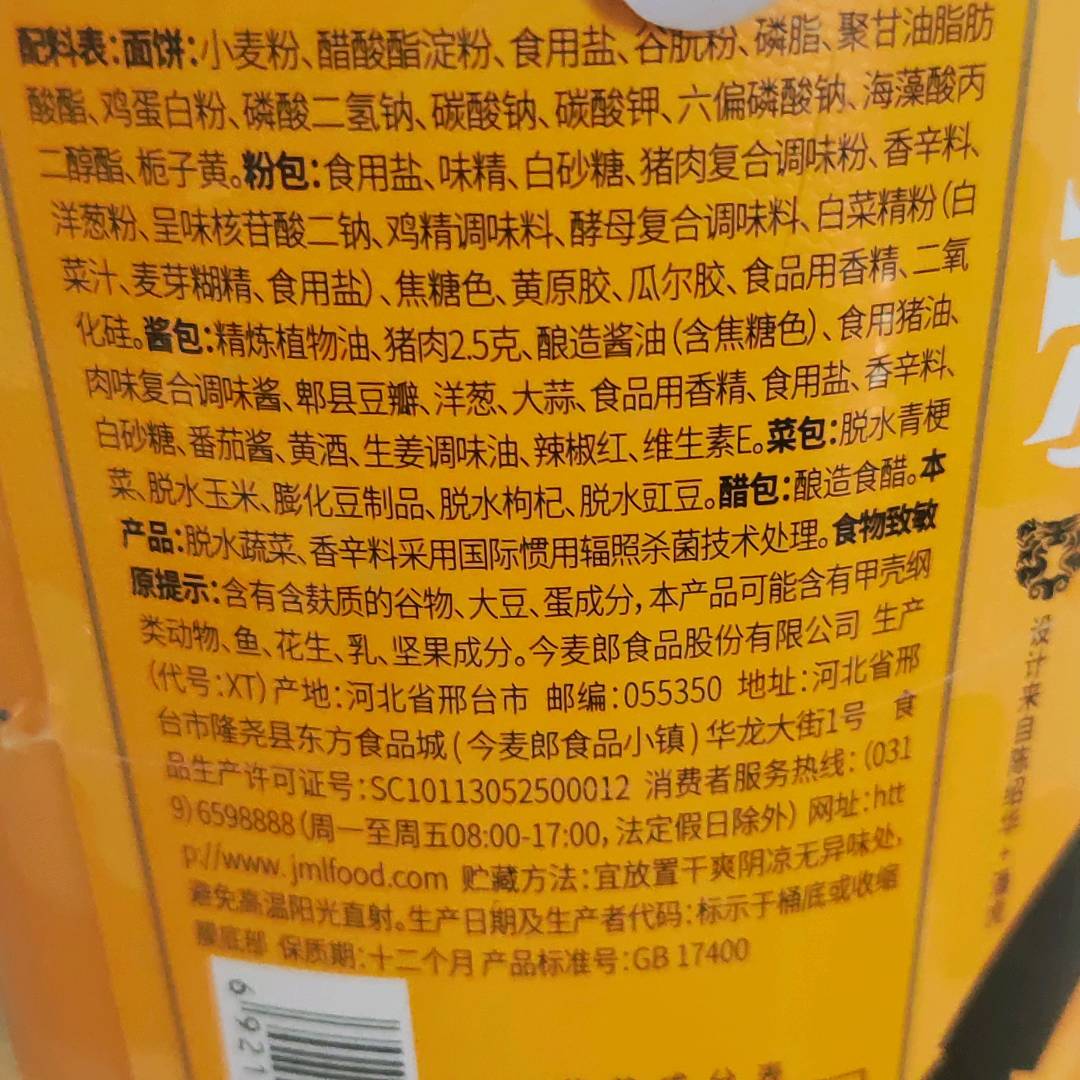 配料表:面饼:小麦粉、醋酸酯淀粉、食用盐、谷朊粉、磷脂、聚甘油脂肪
酸酯、鸡蛋白粉、磷酸二氢钠、碳酸钠、碳酸钾、六偏磷酸钠、海藻酸丙
二醇酯、栀子黄。粉包:食用盐、味精、白砂糖、猪肉复合调味粉、香辛料、
洋葱粉、呈味核苷酸二钠、鸡精调味料、酵母复合调味料、白菜精粉(白
菜汁、麦芽糊精、食用盐)、焦糖色、黄原胶、瓜尔胶、食品用香精、二氧
化硅。酱包:精炼植物油、猪肉2.5克、酿造酱油(含焦糖色)、食用猪油、
肉味复合调味酱、郫县豆瓣、洋葱、大蒜、食品用香精、食用盐、香辛料、
白砂糖、番茄酱、黄酒、生姜调味油、辣椒红、维生素E。菜包:脱水青梗
菜、脱水玉米、膨化豆制品、脱水枸杞、脱水豇豆。醋包:酿造食醋。本
产品:脱水蔬菜、香辛料采用国际惯用辐照杀菌技术处理。食物致敏
原提示:含有含麸质的谷物、大豆、蛋成分,本产品可能含有甲壳纲
类动物、鱼、花生、乳、坚果成分。今麦郎食品股份有限公司 生产
(代号:XT) 产地:河北省邢台市 邮编:055350 地址:河北省邢
台市隆尧县东方食品城(今麦郎食品小镇)华龙大街1号 食
品生产许可证号:SC10113052500012 消费者服务热线:(031
9)6598888(周一至周五08:00-17:00,法定假日除外) 网址:htt
p://www.jmlfood.com 贮藏方法:宜放置干爽阴凉无异味处,
避免高温阳光直射。生产日期及生产者代码:标示于桶底或收缩
膜底部 保质期:十二个月 产品标准号:GB 17400
6 921
设计来自陈绍华